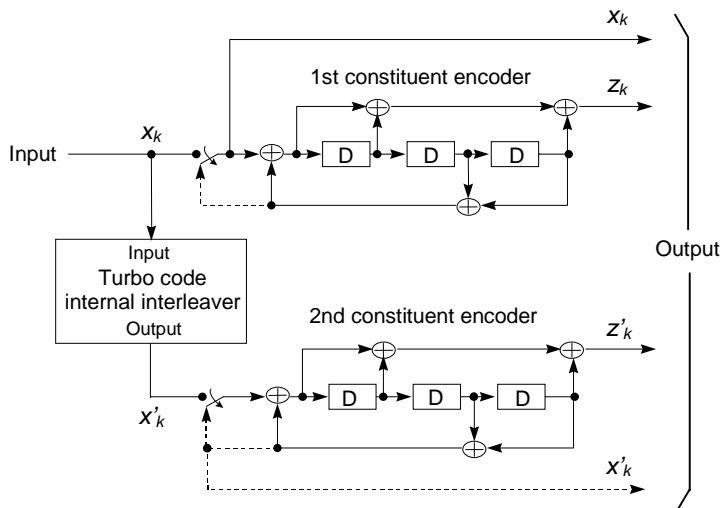 x_k
1st constituent encoder
z_k
x_k
Input
D D D
Output
Input
Turbo code
internal interleaver
Output
2nd constituent encoder
z'_k
D D D
x'_k
x'_k